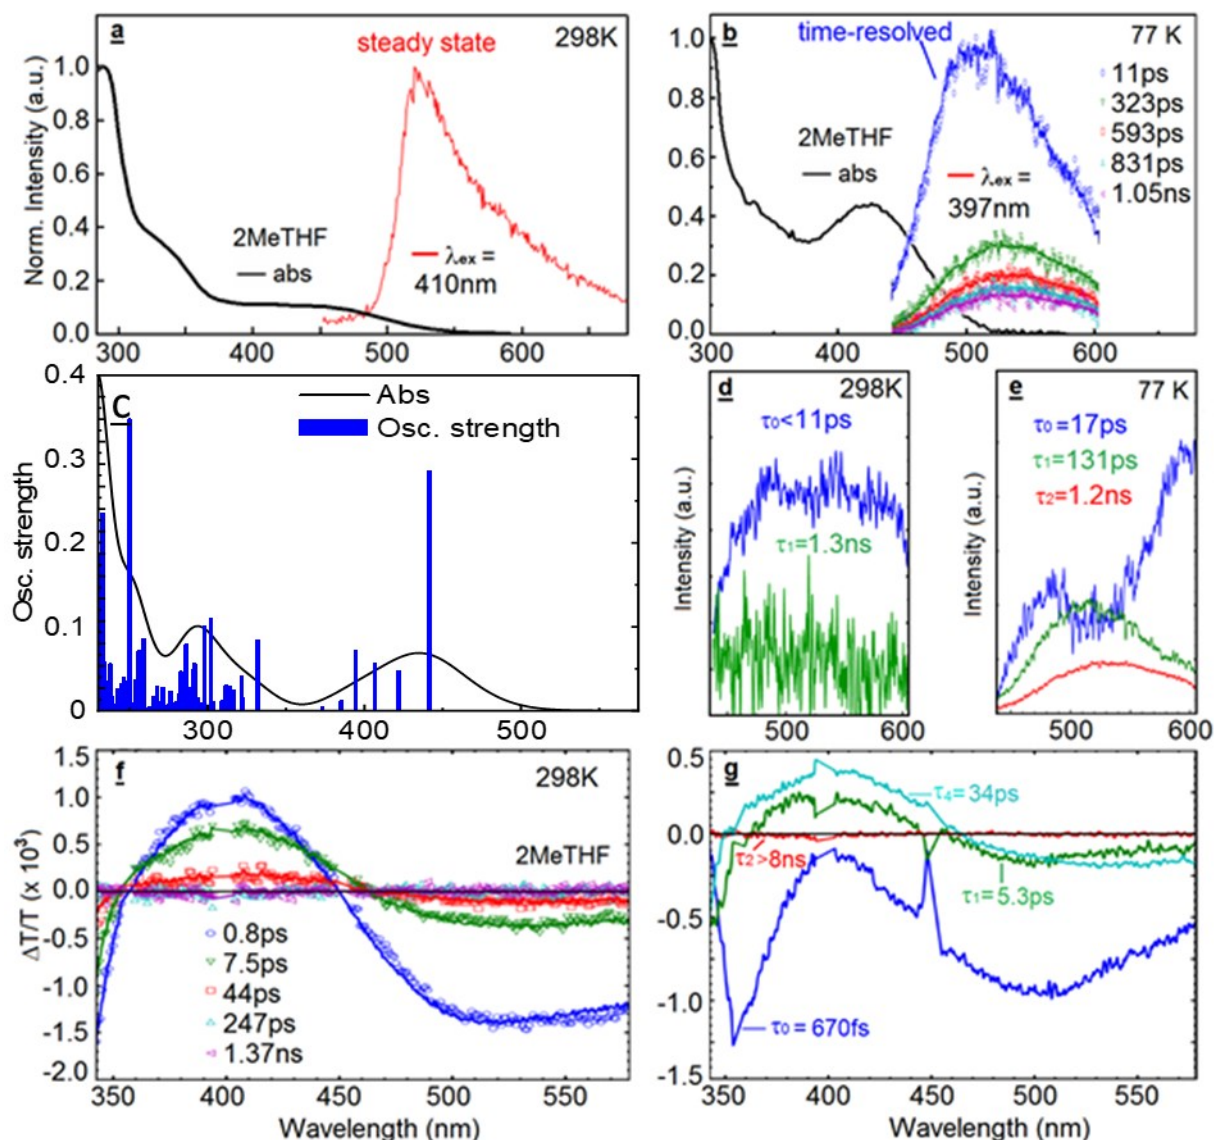 a
steady state
298K
2MeTHF
abs
λex =
410nm
Norm. Intensity (a.u.)
1.0
0.8
0.6
0.4
0.2
0.0
300
400
500
600
b
time-resolved
77 K
11ps
323ps
593ps
831ps
1.05ns
2MeTHF
abs
λex =
397nm
1.0
0.8
0.6
0.4
0.2
0.0
300
400
500
600
C
Abs
Osc. strength
Osc. strength
0.4
0.3
0.2
0.1
0
300
400
500
d
298K
τ0<11ps
τ1=1.3ns
Intensity (a.u.)
500
600
e
77 K
τ0=17ps
τ1=131ps
τ2=1.2ns
Intensity (a.u.)
500
600
f
298K
2MeTHF
0.8ps
7.5ps
44ps
247ps
1.37ns
ΔT/T (x 10³)
1.5
1.0
0.5
0.0
-0.5
-1.0
-1.5
-2.0
350
400
450
500
550
Wavelength (nm)
g
τ4=34ps
τ2>8ns
τ1=5.3ps
τ0=670fs
0.5
0.0
-0.5
-1.0
-1.5
350
400
450
500
550
Wavelength (nm)